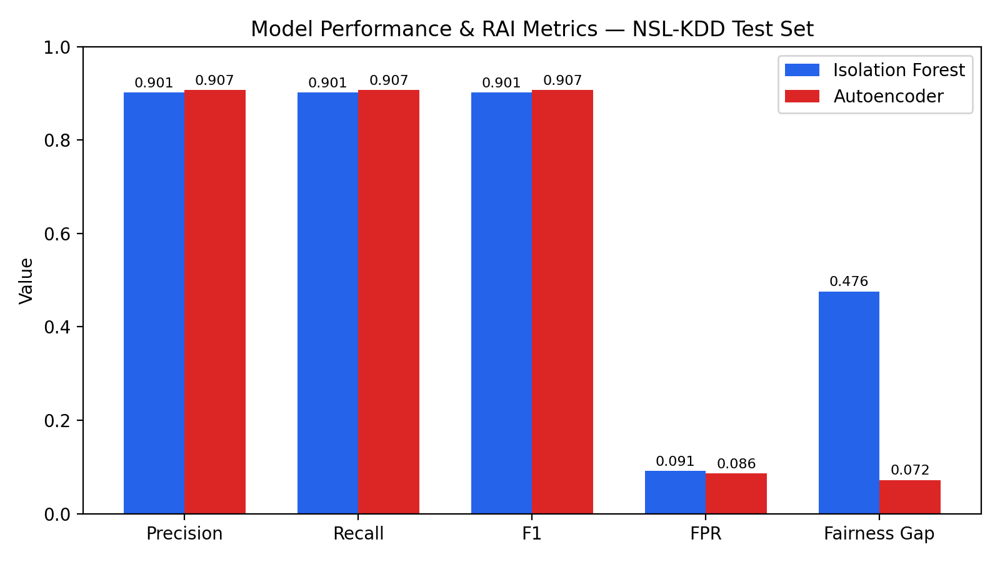 Model Performance & RAI Metrics — NSL-KDD Test Set
1.0
0.8
0.6
0.4
0.2
0.0
Value
Isolation Forest
Autoencoder
0.901
0.907
0.901
0.907
0.901
0.907
0.091
0.086
0.476
0.072
Precision
Recall
F1
FPR
Fairness Gap